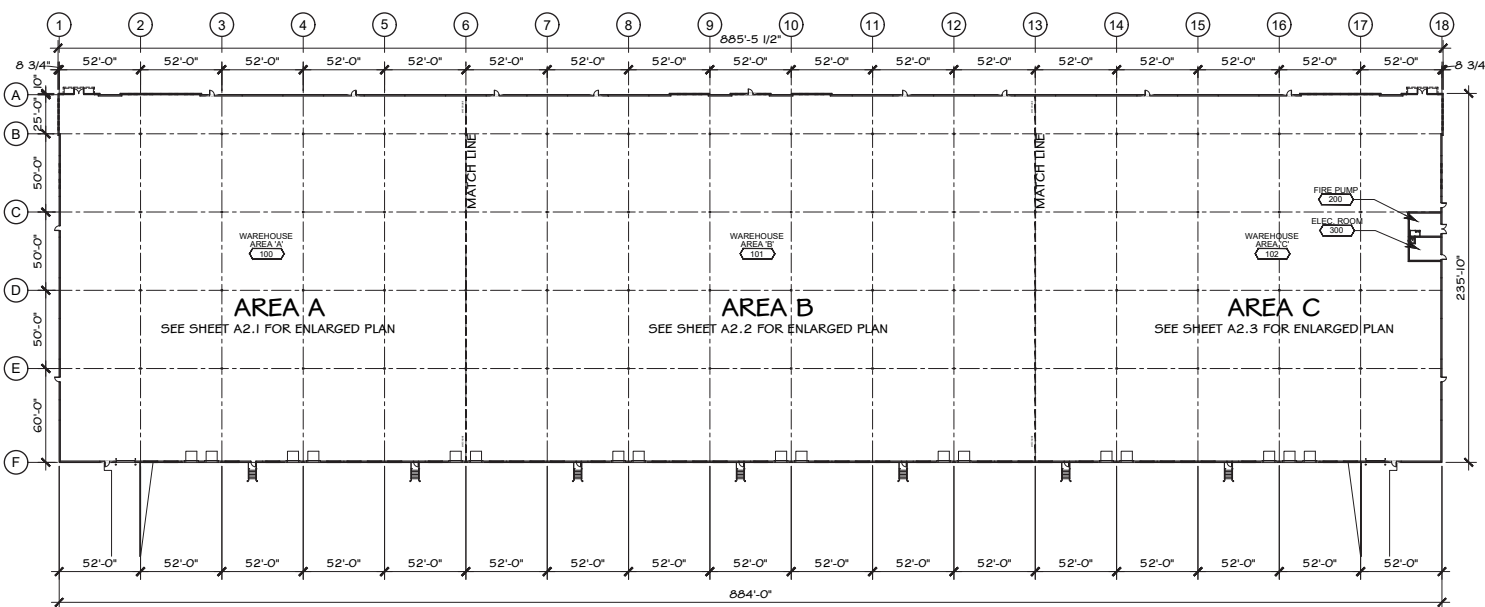 1 2 3 4 5 6 7 8 9 10 11 12 13 14 15 16 17 18
885'-5 1/2"
8 3/4" 52'-0" 52'-0" 52'-0" 52'-0" 52'-0" 52'-0" 52'-0" 52'-0" 52'-0" 52'-0" 52'-0" 52'-0" 52'-0" 52'-0" 52'-0" 52'-0" 52'-0" 8 3/4
10"
A
25'-0"
B
50'-0"
C
50'-0"
D
50'-0"
E
60'-0"
F
MATCH LINE
MATCH LINE
FIRE PUMP
200
ELEC. ROOM
300
WAREHOUSE
AREA 'A'
100
WAREHOUSE
AREA 'B'
101
WAREHOUSE
AREA 'C'
102
235'-10"
AREA A
SEE SHEET A2.1 FOR ENLARGED PLAN
AREA B
SEE SHEET A2.2 FOR ENLARGED PLAN
AREA C
SEE SHEET A2.3 FOR ENLARGED PLAN
52'-0" 52'-0" 52'-0" 52'-0" 52'-0" 52'-0" 52'-0" 52'-0" 52'-0" 52'-0" 52'-0" 52'-0" 52'-0" 52'-0" 52'-0" 52'-0" 52'-0"
884'-0"